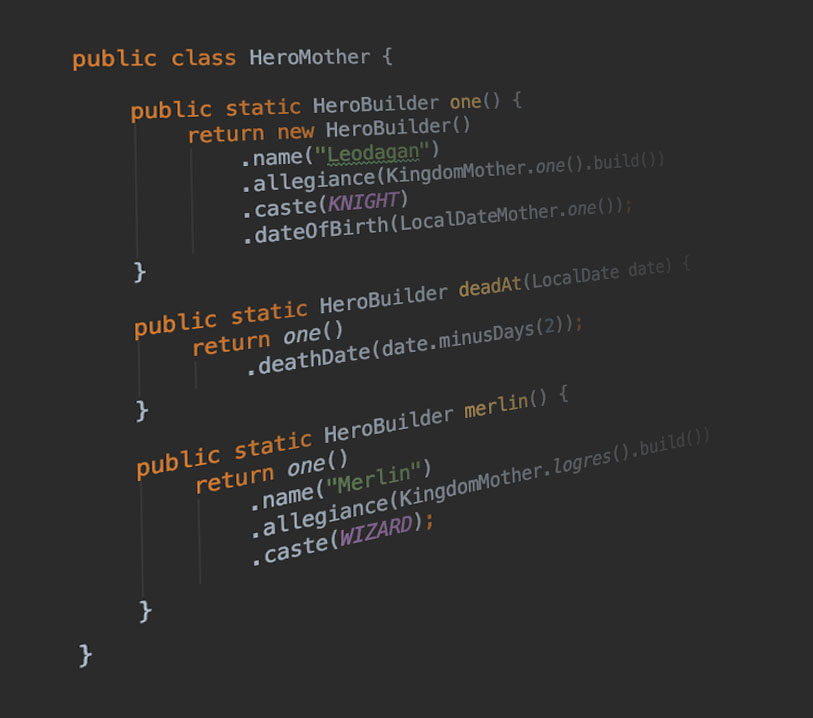 public class HeroMother {
public static HeroBuilder one() {
return new HeroBuilder()
.name("Leodagan")
.allegiance(KingdomMother.one().build())
.caste(KNIGHT)
.dateOfBirth(LocalDateMother.one());
}
public static HeroBuilder deadAt(LocalDate date) {
return one()
.deathDate(date.minusDays(2));
}
public static HeroBuilder merlin() {
return one()
.name("Merlin")
.allegiance(KingdomMother.logres().build())
.caste(WIZARD);
}
}